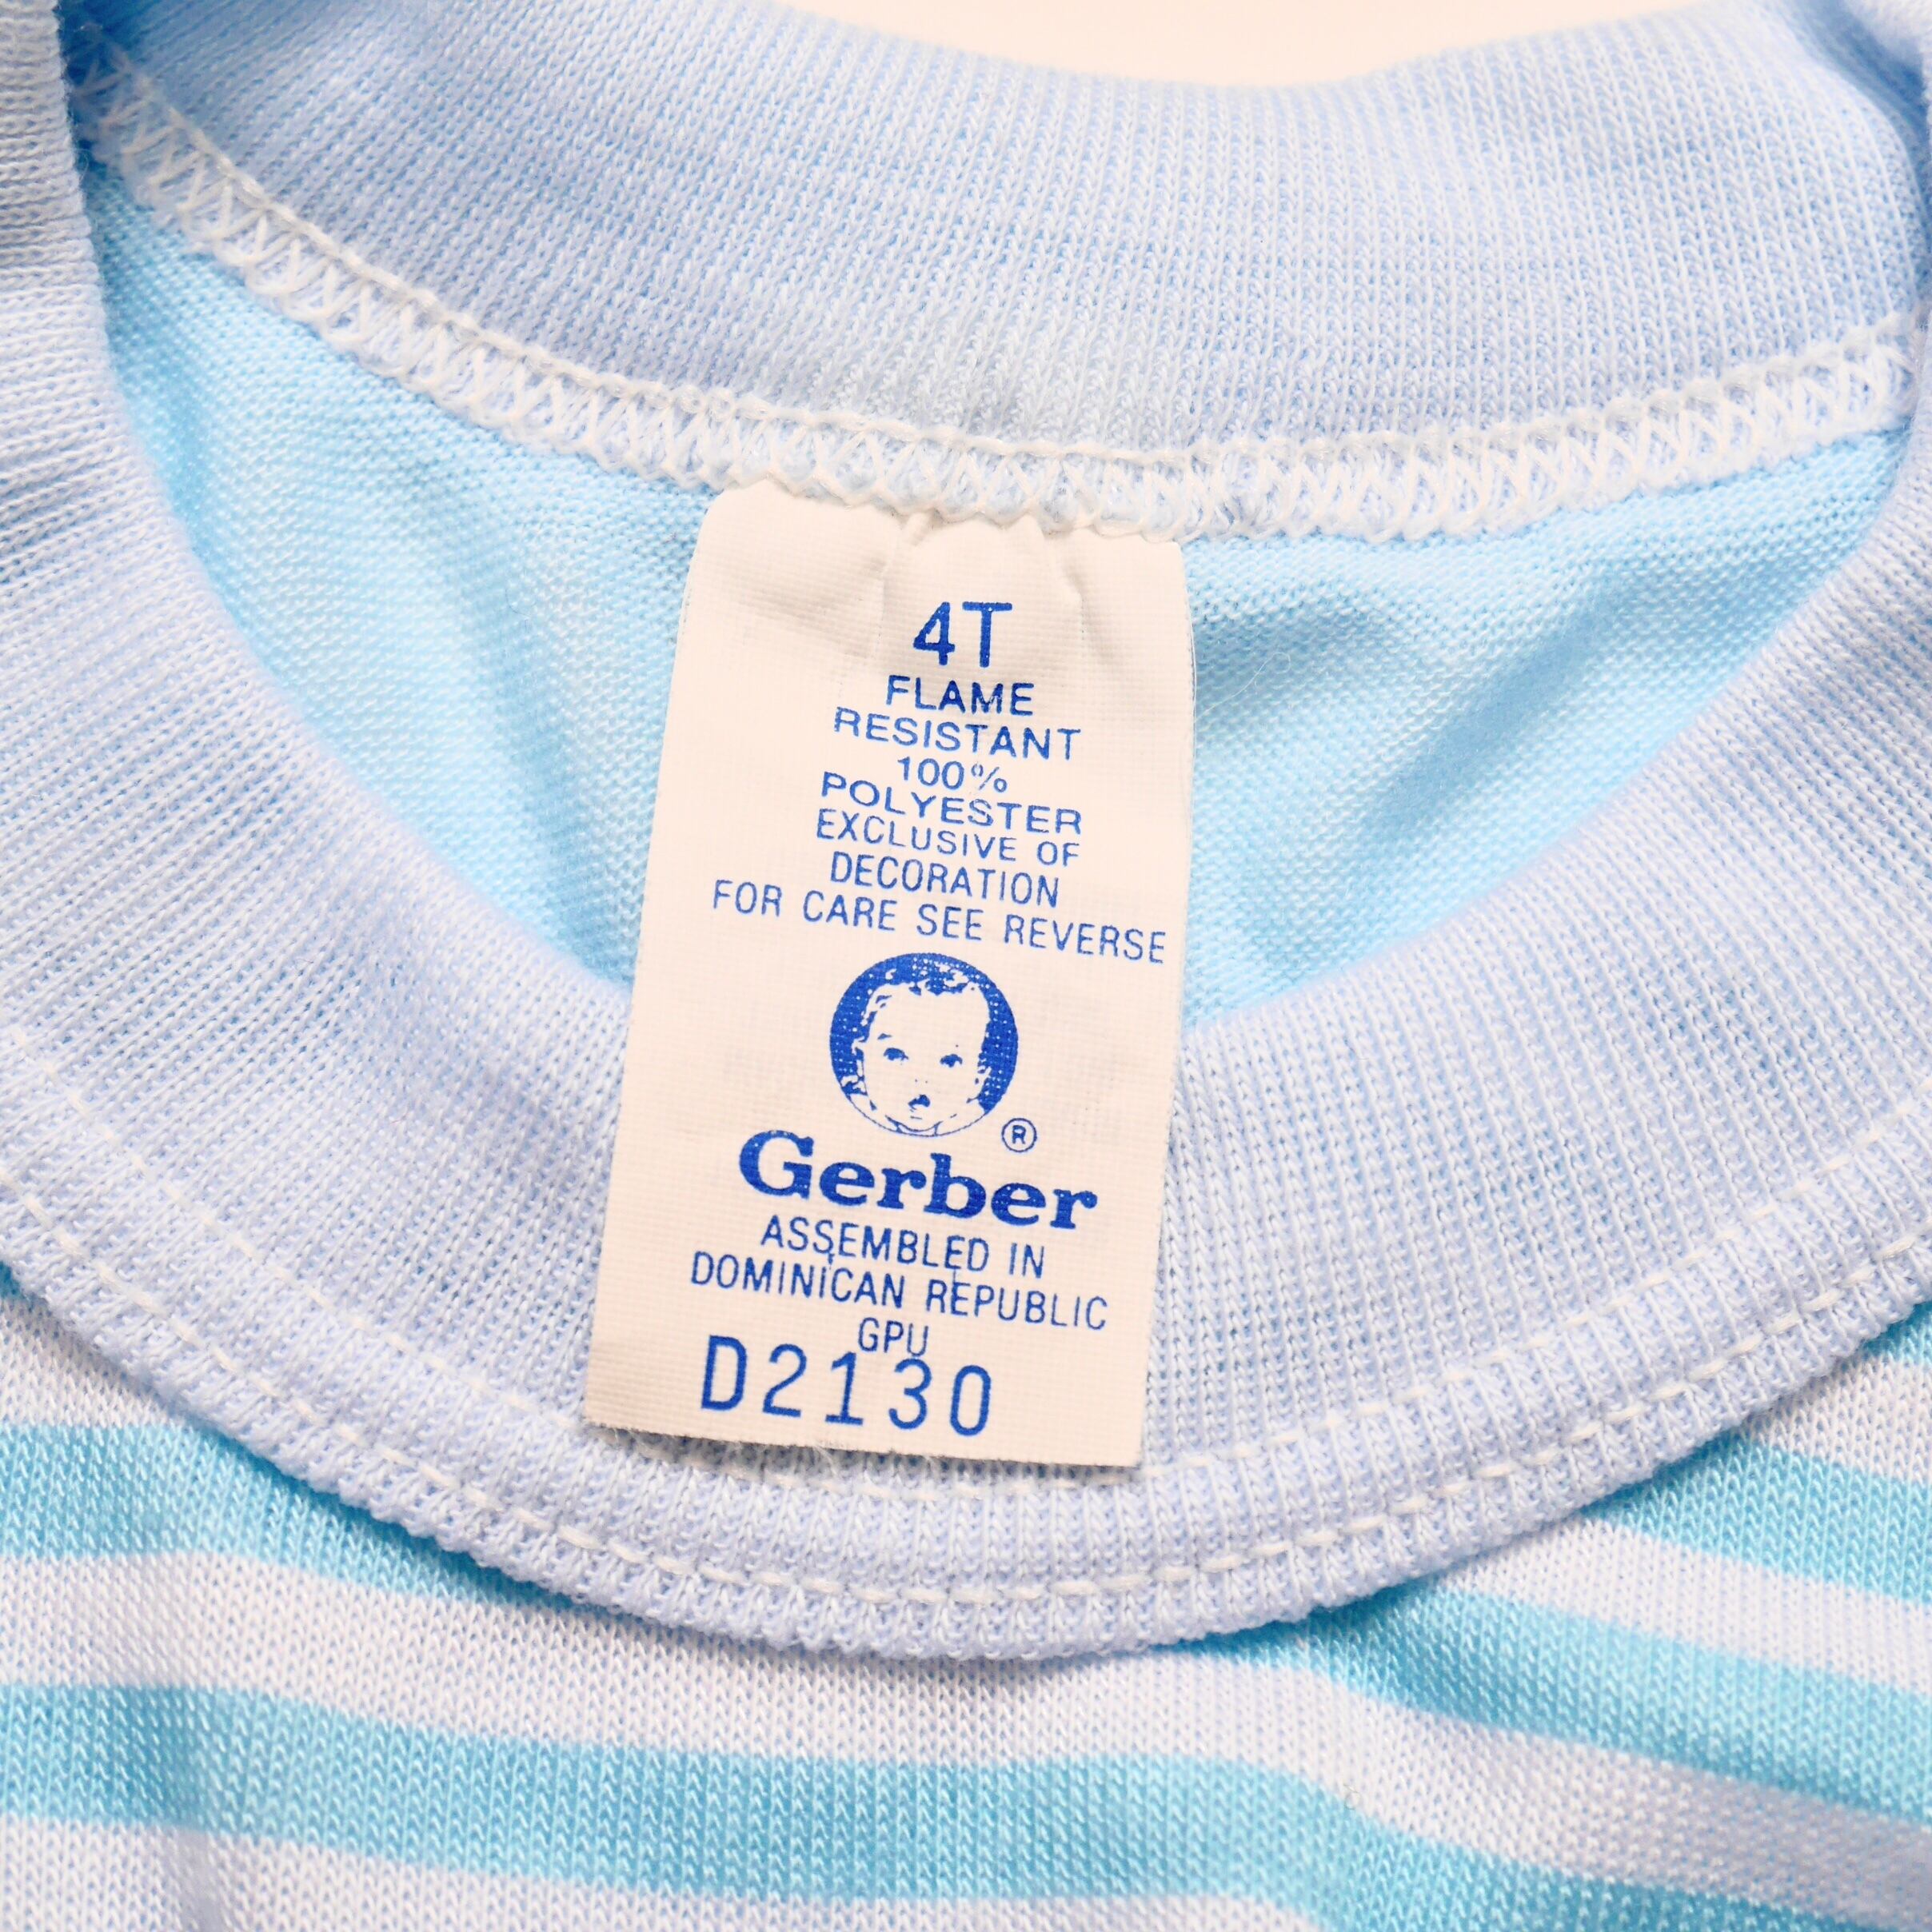 4T
FLAME
RESISTANT
100%
POLYESTER
EXCLUSIVE OF
DECORATION
FOR CARE SEE REVERSE
®
Gerber
ASSEMBLED IN
DOMINICAN REPUBLIC
GPU
D2130